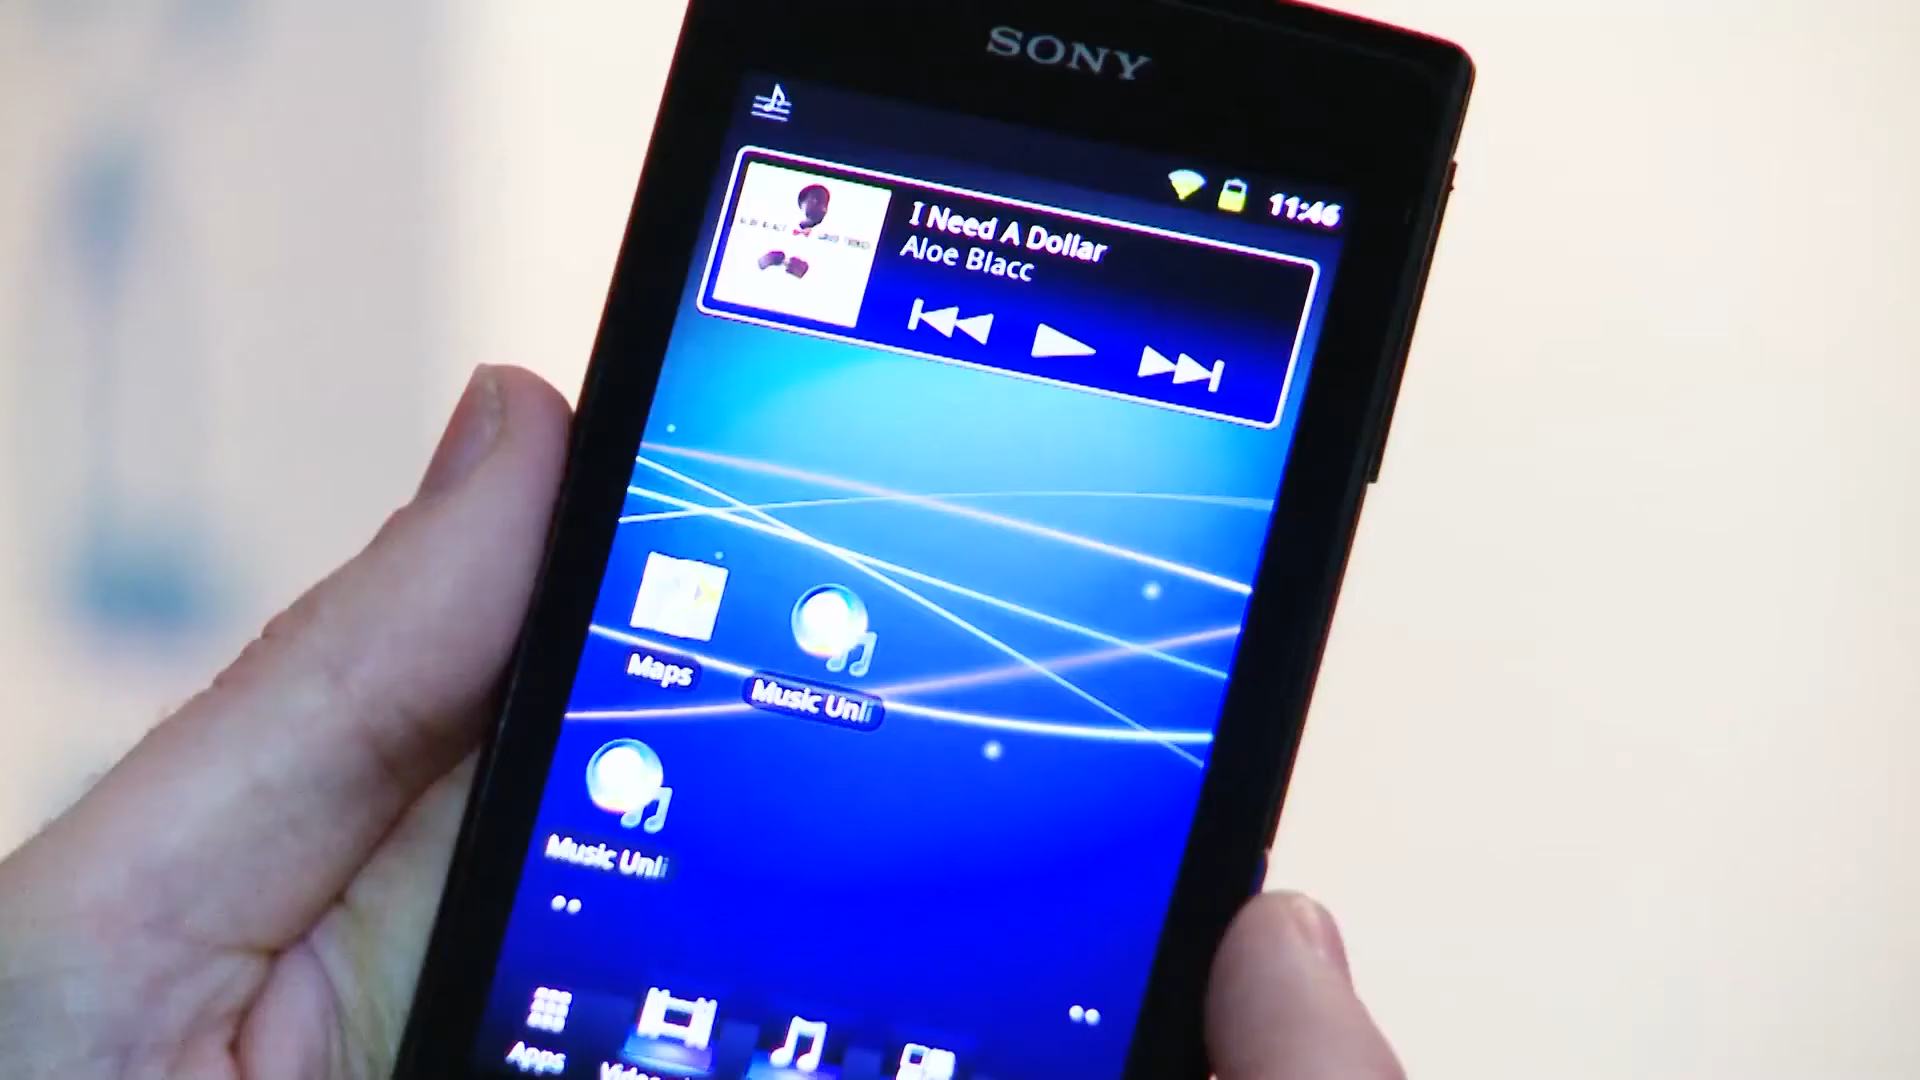 SONY
11:46
I Need A Dollar
Aloe Blacc
Maps
Music Unli
Music Unli
Apps